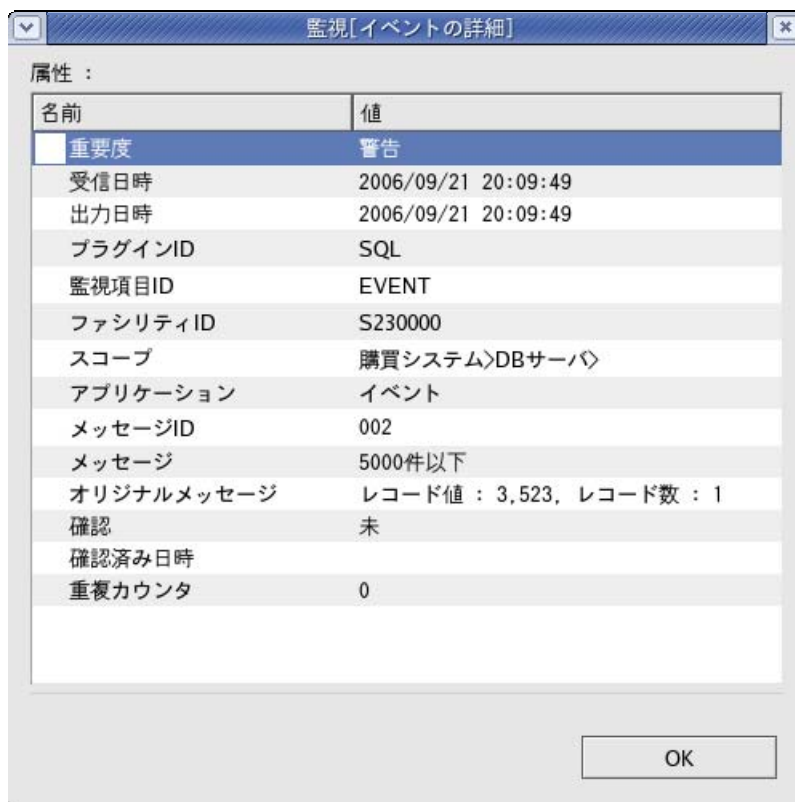 監視[イベントの詳細]
属性 :
名前 値
重要度 警告
受信日時 2006/09/21 20:09:49
出力日時 2006/09/21 20:09:49
プラグインID SQL
監視項目ID EVENT
ファシリティID S230000
スコープ 購買システム>DBサーバ>
アプリケーション イベント
メッセージID 002
メッセージ 5000件以下
オリジナルメッセージ レコード値 : 3,523, レコード数 : 1
確認 未
確認済み日時
重複カウンタ 0
OK